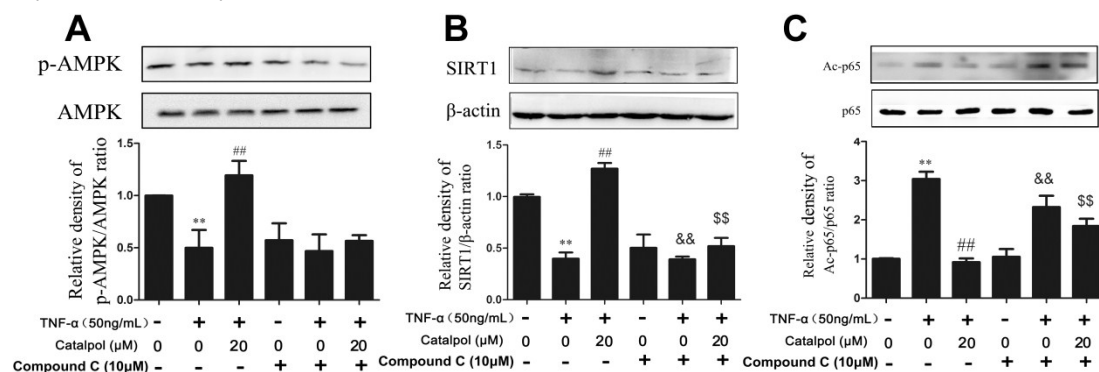 A
p-AMPK
AMPK
Relative density of
p-AMPK/AMPK ratio
1.5
1.0
0.5
0.0
**
##
- + + - + +
TNF-α (50ng/mL)
Catalpol (μM) 0 0 20 0 0 20
Compound C (10μM) - - - + + +
B
SIRT1
β-actin
Relative density of
SIRT1/β-actin ratio
1.5
1.0
0.5
0.0
**
##
&&
$$
TNF-α (50ng/mL) - + + - + +
Catalpol (μM) 0 0 20 0 0 20
Compound C (10μM) - - - + + +
C
Ac-p65
p65
Relative density of
Ac-p65/p65 ratio
4
3
2
1
0
**
##
&&
$$
TNF-α (50ng/mL) - + + - + +
Catalpol (μM) 0 0 20 0 0 20
Compound C (10μM) - - - + + +